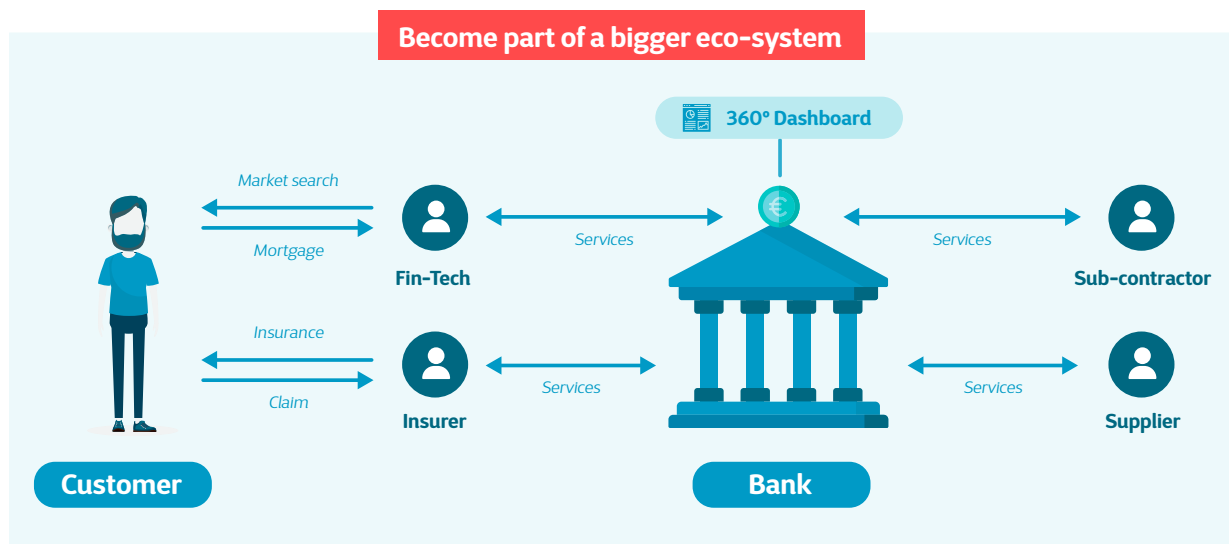 Become part of a bigger eco-system
360° Dashboard
€
Market search
Mortgage
Fin-Tech
Services
Services
Sub-contractor
Insurance
Claim
Insurer
Services
Services
Supplier
Customer
Bank